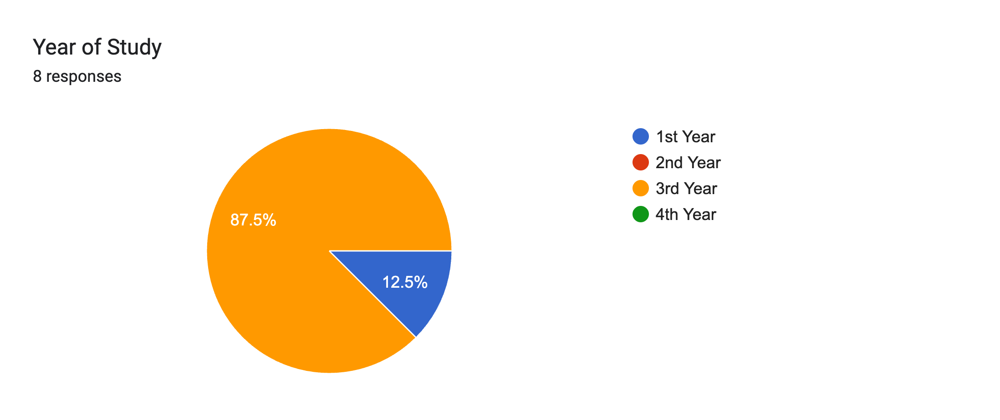 Year of Study
8 responses
87.5%
12.5%
1st Year
2nd Year
3rd Year
4th Year